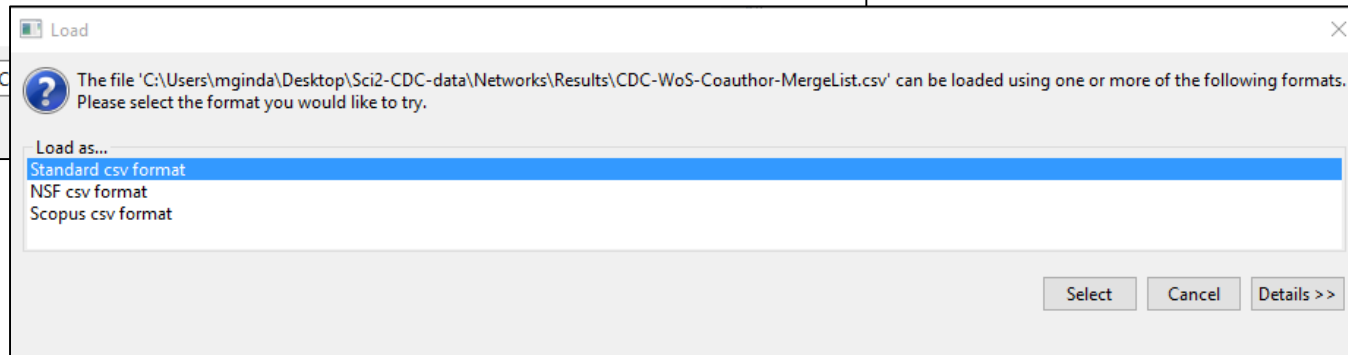 Load
The file 'C:\Users\mginda\Desktop\Sci2-CDC-data\Networks\Results\CDC-WoS-Coauthor-MergeList.csv' can be loaded using one or more of the following formats.
Please select the format you would like to try.
Load as...
Standard csv format
NSF csv format
Scopus csv format
Select Cancel Details >>